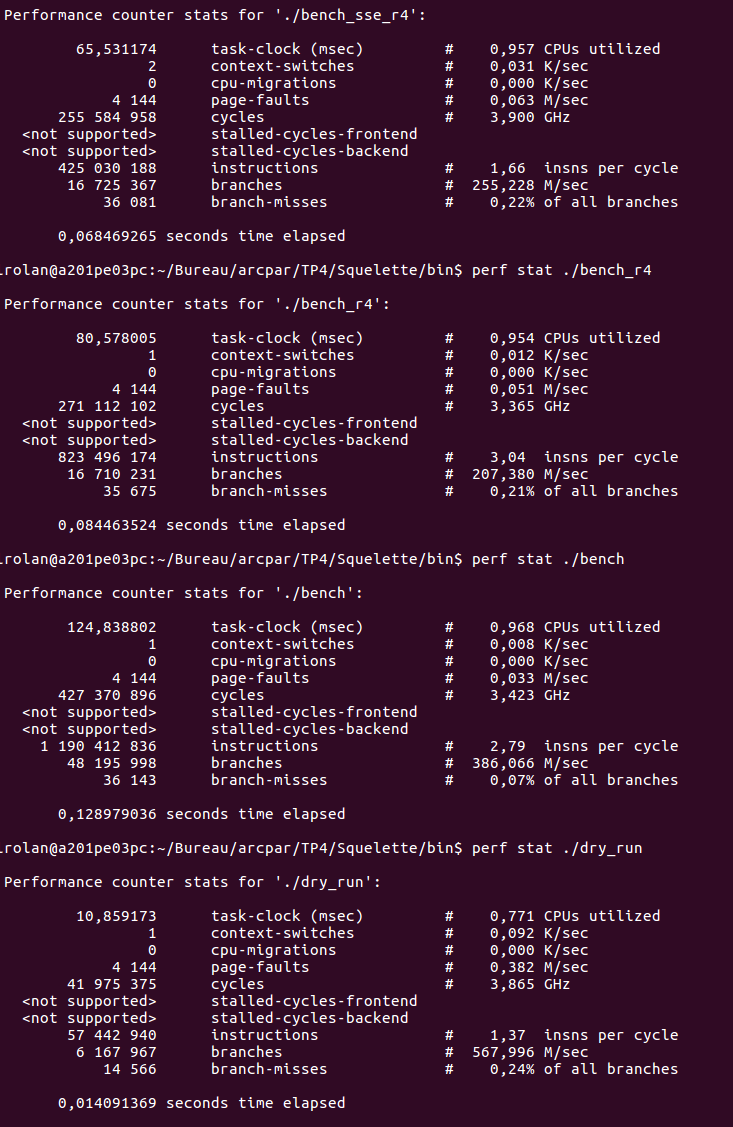 Performance counter stats for './bench_sse_r4':
65,531174 task-clock (msec) # 0,957 CPUs utilized
2 context-switches # 0,031 K/sec
0 cpu-migrations # 0,000 K/sec
4 144 page-faults # 0,063 M/sec
255 584 958 cycles # 3,900 GHz
<not supported> stalled-cycles-frontend
<not supported> stalled-cycles-backend
425 030 188 instructions # 1,66 insns per cycle
16 725 367 branches # 255,228 M/sec
36 081 branch-misses # 0,22% of all branches
0,068469265 seconds time elapsed
lrolan@a201pe03pc:~/Bureau/arcpar/TP4/Squelette/bin$ perf stat ./bench_r4
Performance counter stats for './bench_r4':
80,578005 task-clock (msec) # 0,954 CPUs utilized
1 context-switches # 0,012 K/sec
0 cpu-migrations # 0,000 K/sec
4 144 page-faults # 0,051 M/sec
271 112 102 cycles # 3,365 GHz
<not supported> stalled-cycles-frontend
<not supported> stalled-cycles-backend
823 496 174 instructions # 3,04 insns per cycle
16 710 231 branches # 207,380 M/sec
35 675 branch-misses # 0,21% of all branches
0,084463524 seconds time elapsed
lrolan@a201pe03pc:~/Bureau/arcpar/TP4/Squelette/bin$ perf stat ./bench
Performance counter stats for './bench':
124,838802 task-clock (msec) # 0,968 CPUs utilized
1 context-switches # 0,008 K/sec
0 cpu-migrations # 0,000 K/sec
4 144 page-faults # 0,033 M/sec
427 370 896 cycles # 3,423 GHz
<not supported> stalled-cycles-frontend
<not supported> stalled-cycles-backend
1 190 412 836 instructions # 2,79 insns per cycle
48 195 998 branches # 386,066 M/sec
36 143 branch-misses # 0,07% of all branches
0,128979036 seconds time elapsed
lrolan@a201pe03pc:~/Bureau/arcpar/TP4/Squelette/bin$ perf stat ./dry_run
Performance counter stats for './dry_run':
10,859173 task-clock (msec) # 0,771 CPUs utilized
1 context-switches # 0,092 K/sec
0 cpu-migrations # 0,000 K/sec
4 144 page-faults # 0,382 M/sec
41 975 375 cycles # 3,865 GHz
<not supported> stalled-cycles-frontend
<not supported> stalled-cycles-backend
57 442 940 instructions # 1,37 insns per cycle
6 167 967 branches # 567,996 M/sec
14 566 branch-misses # 0,24% of all branches
0,014091369 seconds time elapsed